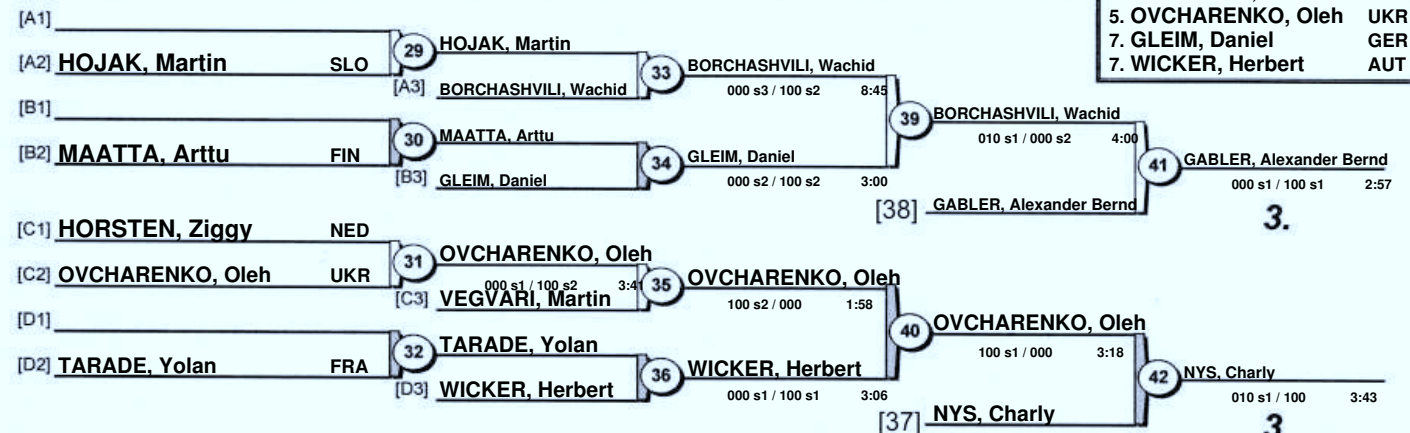 5. OVCHARENKO, Oleh UKR
7. GLEIM, Daniel GER
7. WICKER, Herbert AUT
[A1]
[A2] HOJAK, Martin SLO
29
HOJAK, Martin
[A3] BORCHASHVILI, Wachid
33
BORCHASHVILI, Wachid
000 s3 / 100 s2 8:45
[B1]
[B2] MAATTA, Arttu FIN
30
MAATTA, Arttu
[B3] GLEIM, Daniel
34
GLEIM, Daniel
000 s2 / 100 s2 3:00
39
BORCHASHVILI, Wachid
010 s1 / 000 s2 4:00
[38] GABLER, Alexander Bernd
41
GABLER, Alexander Bernd
000 s1 / 100 s1 2:57
3.
[C1] HORSTEN, Ziggy NED
[C2] OVCHARENKO, Oleh UKR
31
OVCHARENKO, Oleh
000 s1 / 100 s2 3:41
[C3] VEGVARI, Martin
35
OVCHARENKO, Oleh
100 s2 / 000 1:58
[D1]
[D2] TARADE, Yolan FRA
32
TARADE, Yolan
[D3] WICKER, Herbert
36
WICKER, Herbert
000 s1 / 100 s1 3:06
40
OVCHARENKO, Oleh
100 s1 / 000 3:18
[37] NYS, Charly
42
NYS, Charly
010 s1 / 100 3:43
3